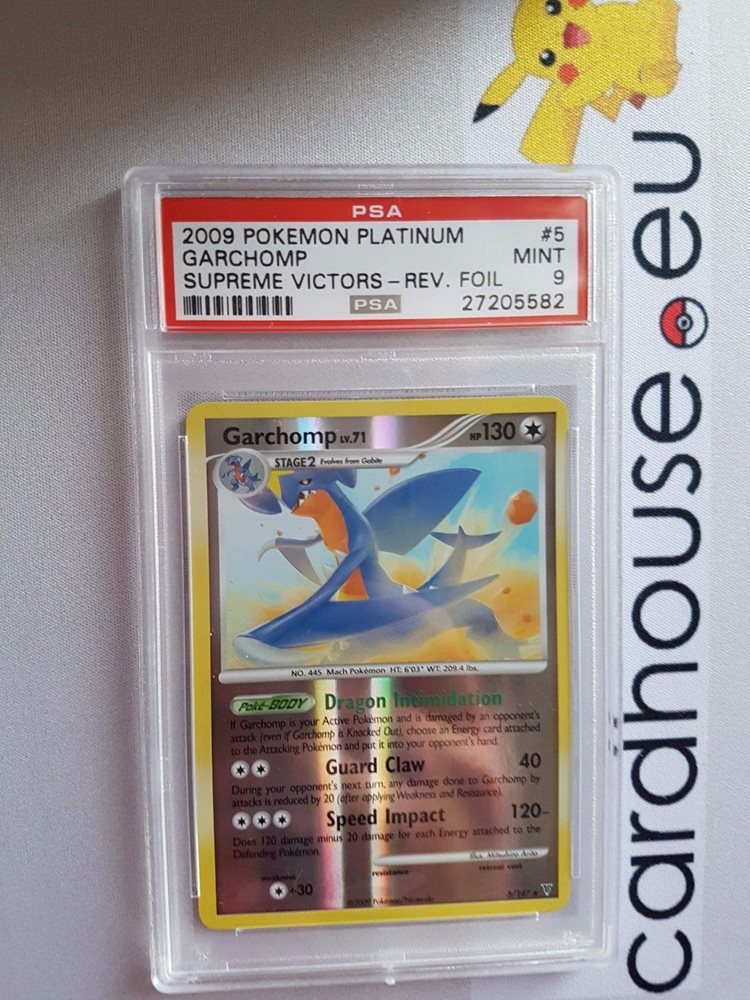 PSA
2009 POKEMON PLATINUM #5
GARCHOMP MINT
SUPREME VICTORS - REV. FOIL 9
PSA 27205582
Garchomp LV.71 HP 130
STAGE 2 Evolves from Gabite
NO. 445 Mach Pokémon HT: 6'03" WT: 209.4 lbs.
Poké-BODY Dragon Intimidation
If Garchomp is your Active Pokémon and is damaged by an opponent's
attack (even if Garchomp is Knocked Out), choose an Energy card attached
to the Attacking Pokémon and put it into your opponent's hand.
Guard Claw 40
During your opponent's next turn, any damage done to Garchomp by
attacks is reduced by 20 (after applying Weakness and Resistance).
Speed Impact 120-
Does 120 damage minus 20 damage for each Energy attached to the
Defending Pokémon.
Illus. Mitsuhiro Arita
weakness resistance retreat cost
+30
©2009 Pokémon/Nintendo
cardhouse.eu